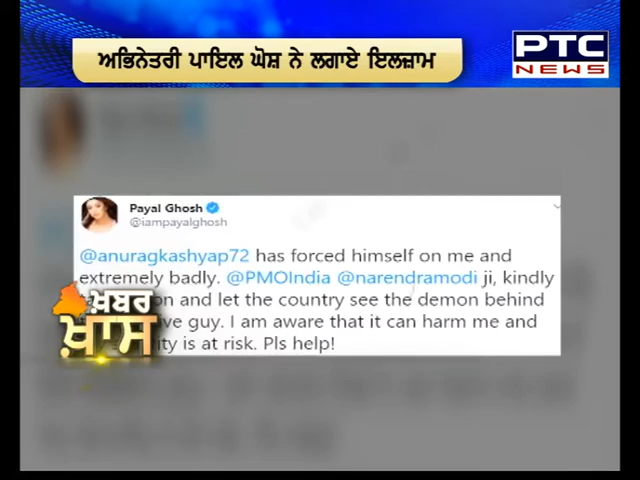 ਅਭਿਨੇਤਰੀ ਪਾਇਲ ਘੋਸ਼ ਨੇ ਲਗਾਏ ਇਲਜ਼ਾਮ
PTC
NEWS
Payal Ghosh
@iampayalghosh
@anuragkashyap72 has forced himself on me and
extremely badly. @PMOIndia @narendramodi ji, kindly
and let the country see the demon behind
guy. I am aware that it can harm me and
is at risk. Pls help!
ਖ਼ਬਰ
ਖ਼ਾਸ